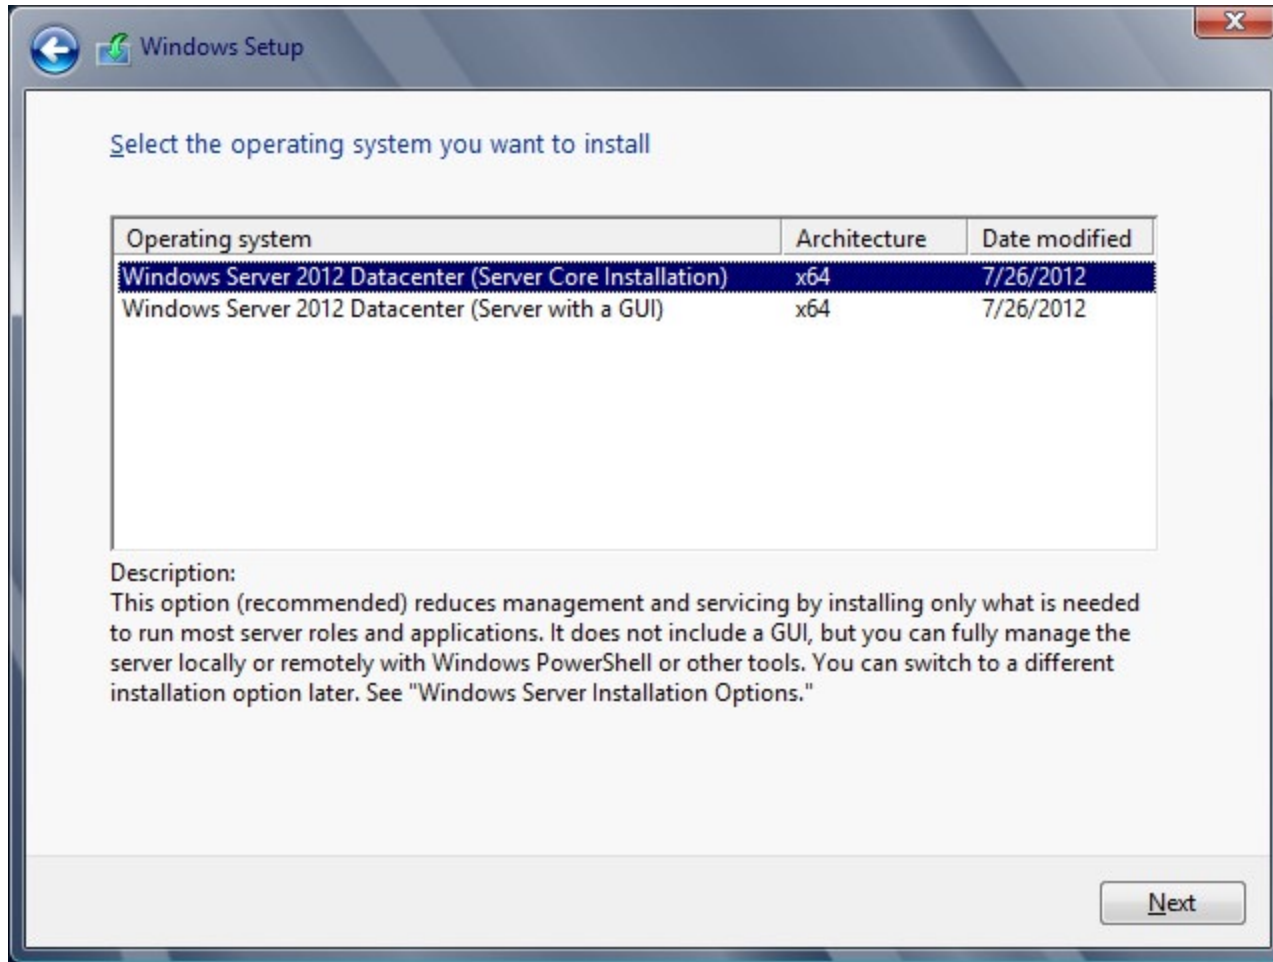 Windows Setup
Select the operating system you want to install
Operating system Architecture Date modified
Windows Server 2012 Datacenter (Server Core Installation) x64 7/26/2012
Windows Server 2012 Datacenter (Server with a GUI) x64 7/26/2012
Description:
This option (recommended) reduces management and servicing by installing only what is needed
to run most server roles and applications. It does not include a GUI, but you can fully manage the
server locally or remotely with Windows PowerShell or other tools. You can switch to a different
installation option later. See "Windows Server Installation Options."
Next